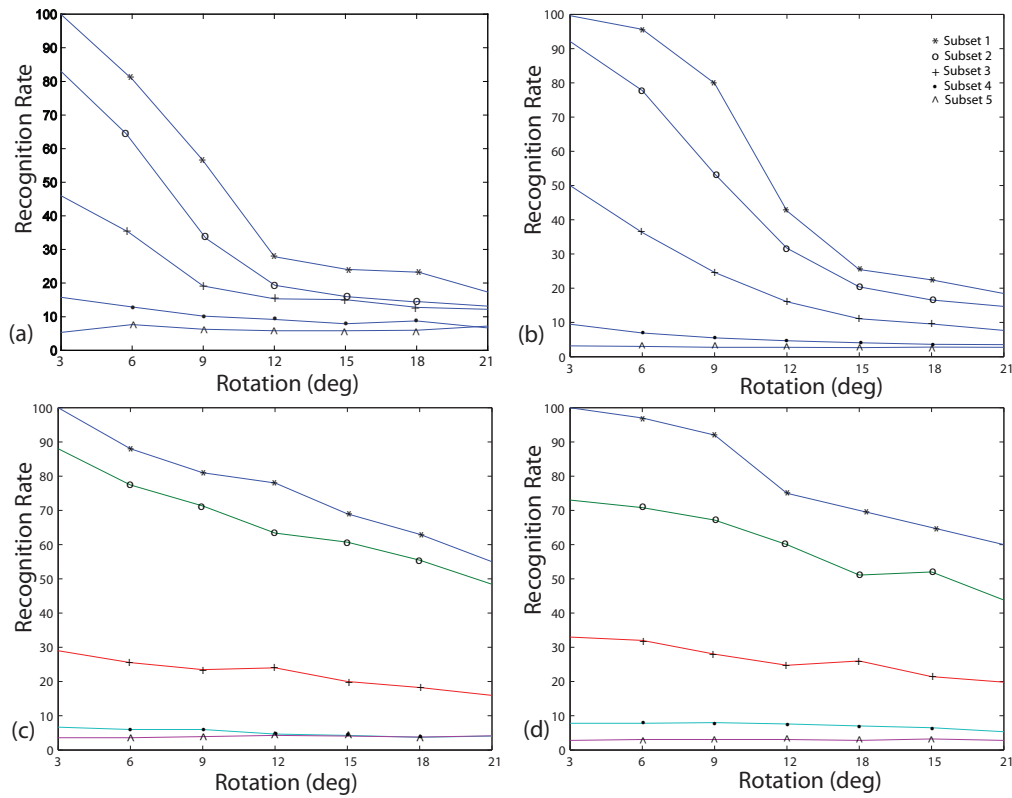 100
90
80
70
60
50
40
30
20
10
0
Recognition Rate
(a)
3 6 9 12 15 18 21
Rotation (deg)
100
90
80
70
60
50
40
30
20
10
0
Recognition Rate
(b)
* Subset 1
o Subset 2
+ Subset 3
• Subset 4
^ Subset 5
3 6 9 12 15 18 21
Rotation (deg)
100
90
80
70
60
50
40
30
20
10
0
Recognition Rate
(c)
3 6 9 12 15 18 21
Rotation (deg)
100
90
80
70
60
50
40
30
20
10
0
Recognition Rate
(d)
3 6 9 12 18 15 21
Rotation (deg)